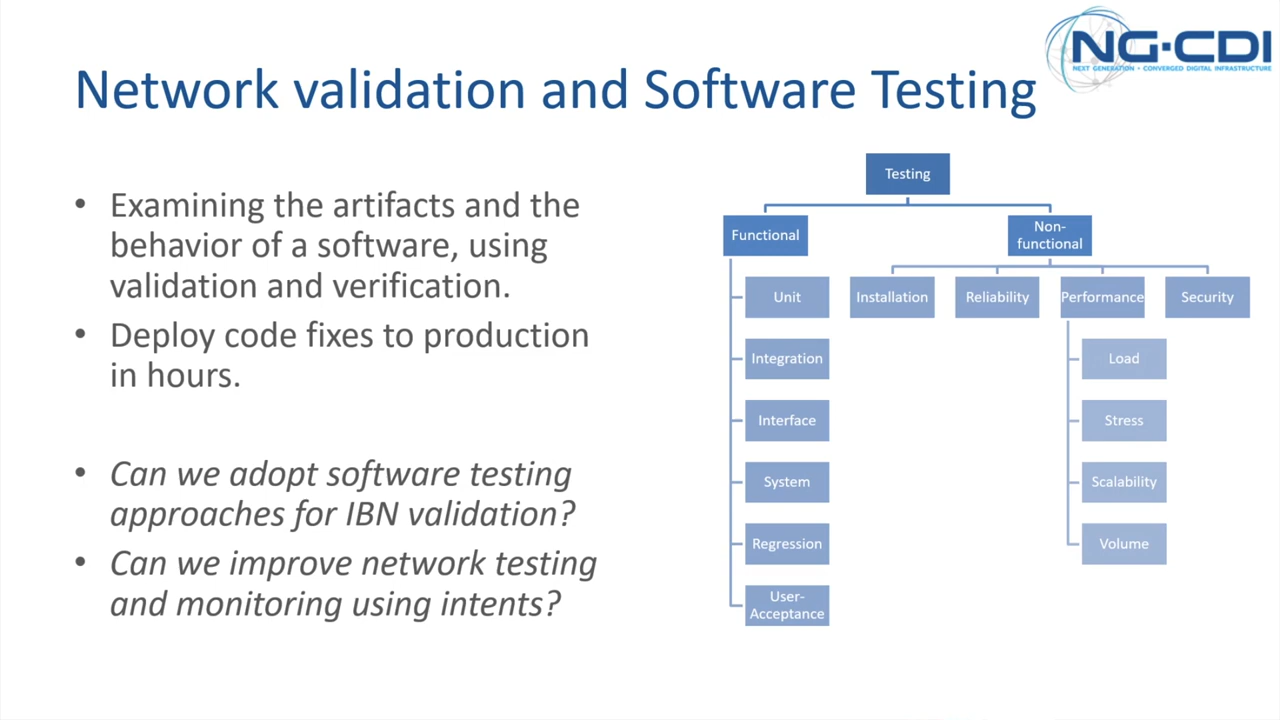 NG-CDI
NEXT GENERATION - CONVERGED DIGITAL INFRASTRUCTURE
Network validation and Software Testing
• Examining the artifacts and the
behavior of a software, using
validation and verification.
• Deploy code fixes to production
in hours.
• Can we adopt software testing
approaches for IBN validation?
• Can we improve network testing
and monitoring using intents?
Testing
Functional
Non-
functional
Unit
Integration
Interface
System
Regression
User-
Acceptance
Installation
Reliability
Performance
Security
Load
Stress
Scalability
Volume